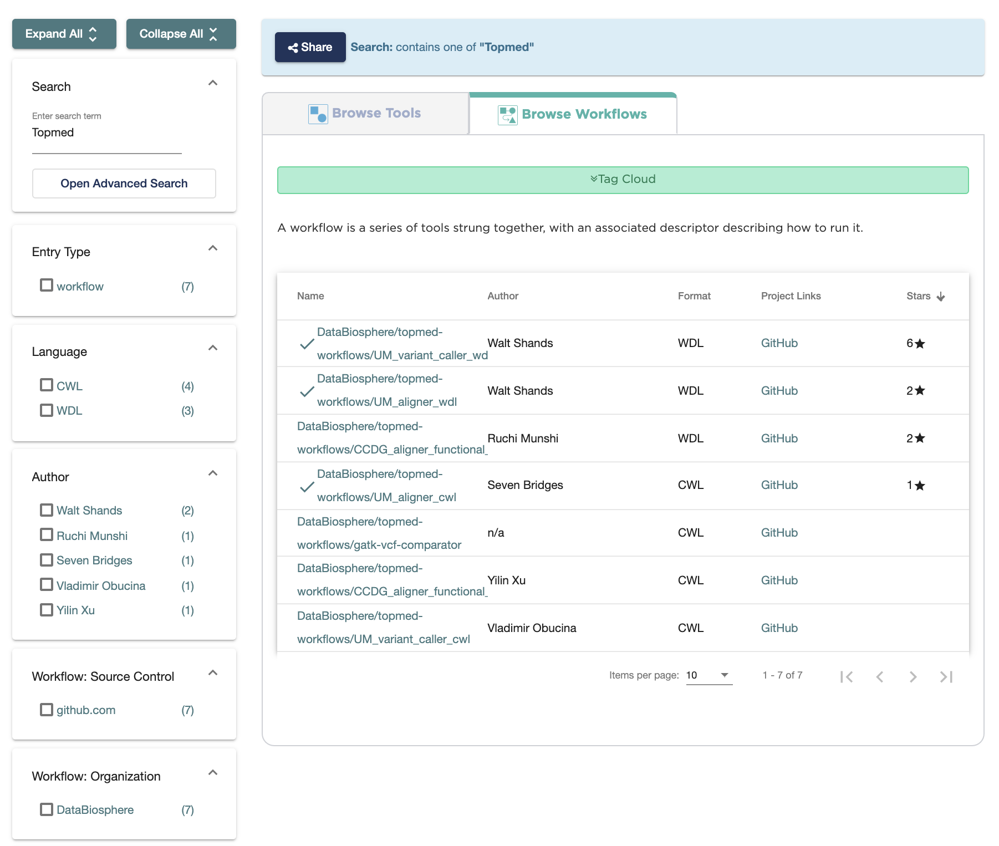 Expand All
Collapse All
Search
Enter search term
Topmed
Open Advanced Search
Entry Type
workflow (7)
Language
CWL (4)
WDL (3)
Author
Walt Shands (2)
Ruchi Munshi (1)
Seven Bridges (1)
Vladimir Obucina (1)
Yilin Xu (1)
Workflow: Source Control
github.com (7)
Workflow: Organization
DataBiosphere (7)
Share Search: contains one of "Topmed"
Browse Tools
Browse Workflows
Tag Cloud
A workflow is a series of tools strung together, with an associated descriptor describing how to run it.
Name Author Format Project Links Stars
DataBiosphere/topmed-
workflows/UM_variant_caller_wd
Walt Shands WDL GitHub 6★
DataBiosphere/topmed-
workflows/UM_aligner_wdl
Walt Shands WDL GitHub 2★
DataBiosphere/topmed-
workflows/CCDG_aligner_functional_
Ruchi Munshi WDL GitHub 2★
DataBiosphere/topmed-
workflows/UM_aligner_cwl
Seven Bridges CWL GitHub 1★
DataBiosphere/topmed-
workflows/gatk-vcf-comparator
n/a CWL GitHub
DataBiosphere/topmed-
workflows/CCDG_aligner_functional_
Yilin Xu CWL GitHub
DataBiosphere/topmed-
workflows/UM_variant_caller_cwl
Vladimir Obucina CWL GitHub
Items per page: 10 1 - 7 of 7